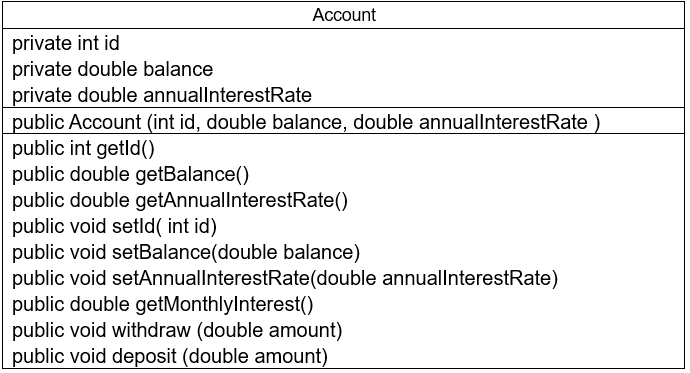 Account
private int id
private double balance
private double annualInterestRate
public Account (int id, double balance, double annualInterestRate )
public int getId()
public double getBalance()
public double getAnnualInterestRate()
public void setId( int id)
public void setBalance(double balance)
public void setAnnualInterestRate(double annualInterestRate)
public double getMonthlyInterest()
public void withdraw (double amount)
public void deposit (double amount)